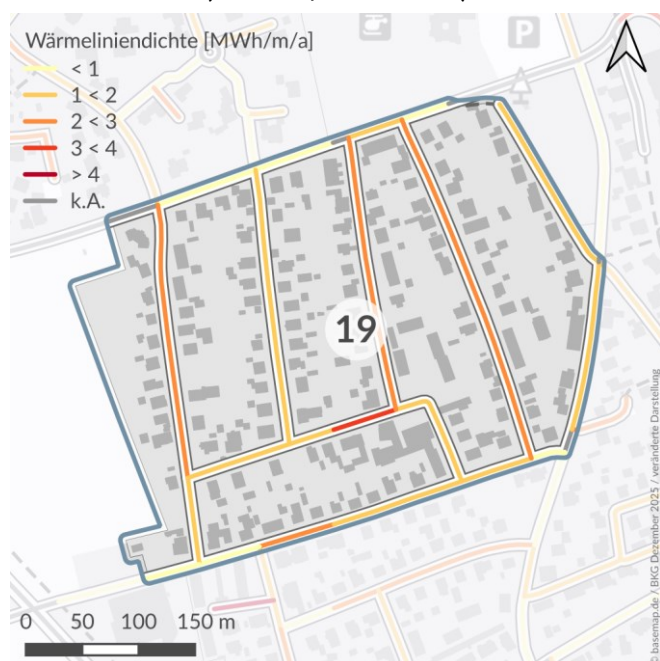 Wärmeliniendichte [MWh/m/a]
< 1
1 < 2
2 < 3
3 < 4
> 4
k.A.
P
19
0 50 100 150 m
© basemap.de / BKG Dezember 2025 / veränderte Darstellung